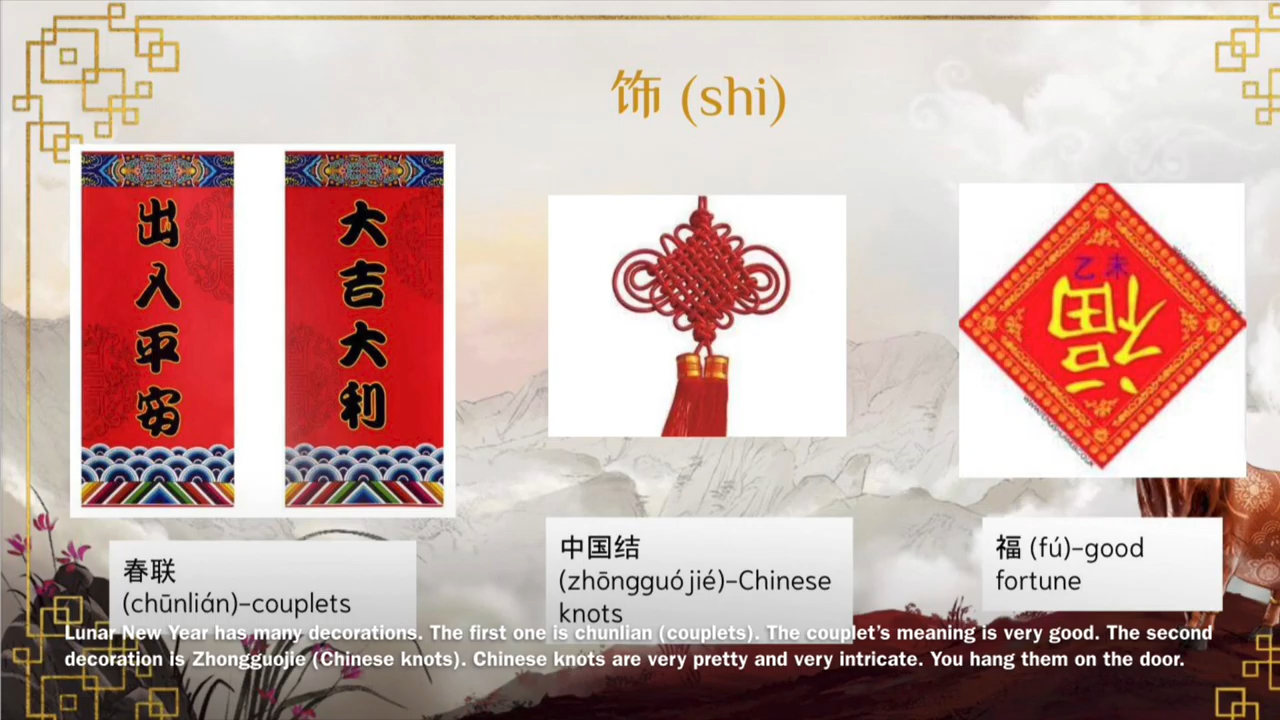 饰 (shi)
出入平安
大吉大利
乙未
福
春联
(chūnlián)–couplets
中国结
(zhōngguó jié)–Chinese
knots
福 (fú)–good
fortune
Lunar New Year has many decorations. The first one is chunlian (couplets). The couplet's meaning is very good. The second
decoration is Zhongguojie (Chinese knots). Chinese knots are very pretty and very intricate. You hang them on the door.